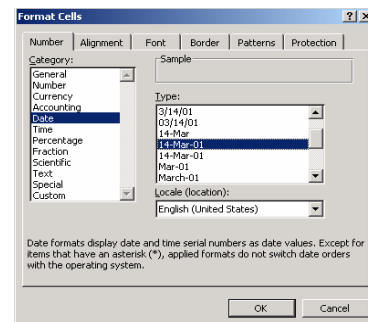 Format Cells
Number Alignment Font Border Patterns Protection
Category:
General
Number
Currency
Accounting
Date
Time
Percentage
Fraction
Scientific
Text
Special
Custom
Sample
Type:
3/14/01
03/14/01
14-Mar
14-Mar-01
14-Mar-01
Mar-01
March-01
Locale (location):
English (United States)
Date formats display date and time serial numbers as date values. Except for
items that have an asterisk (*), applied formats do not switch date orders
with the operating system.
OK Cancel